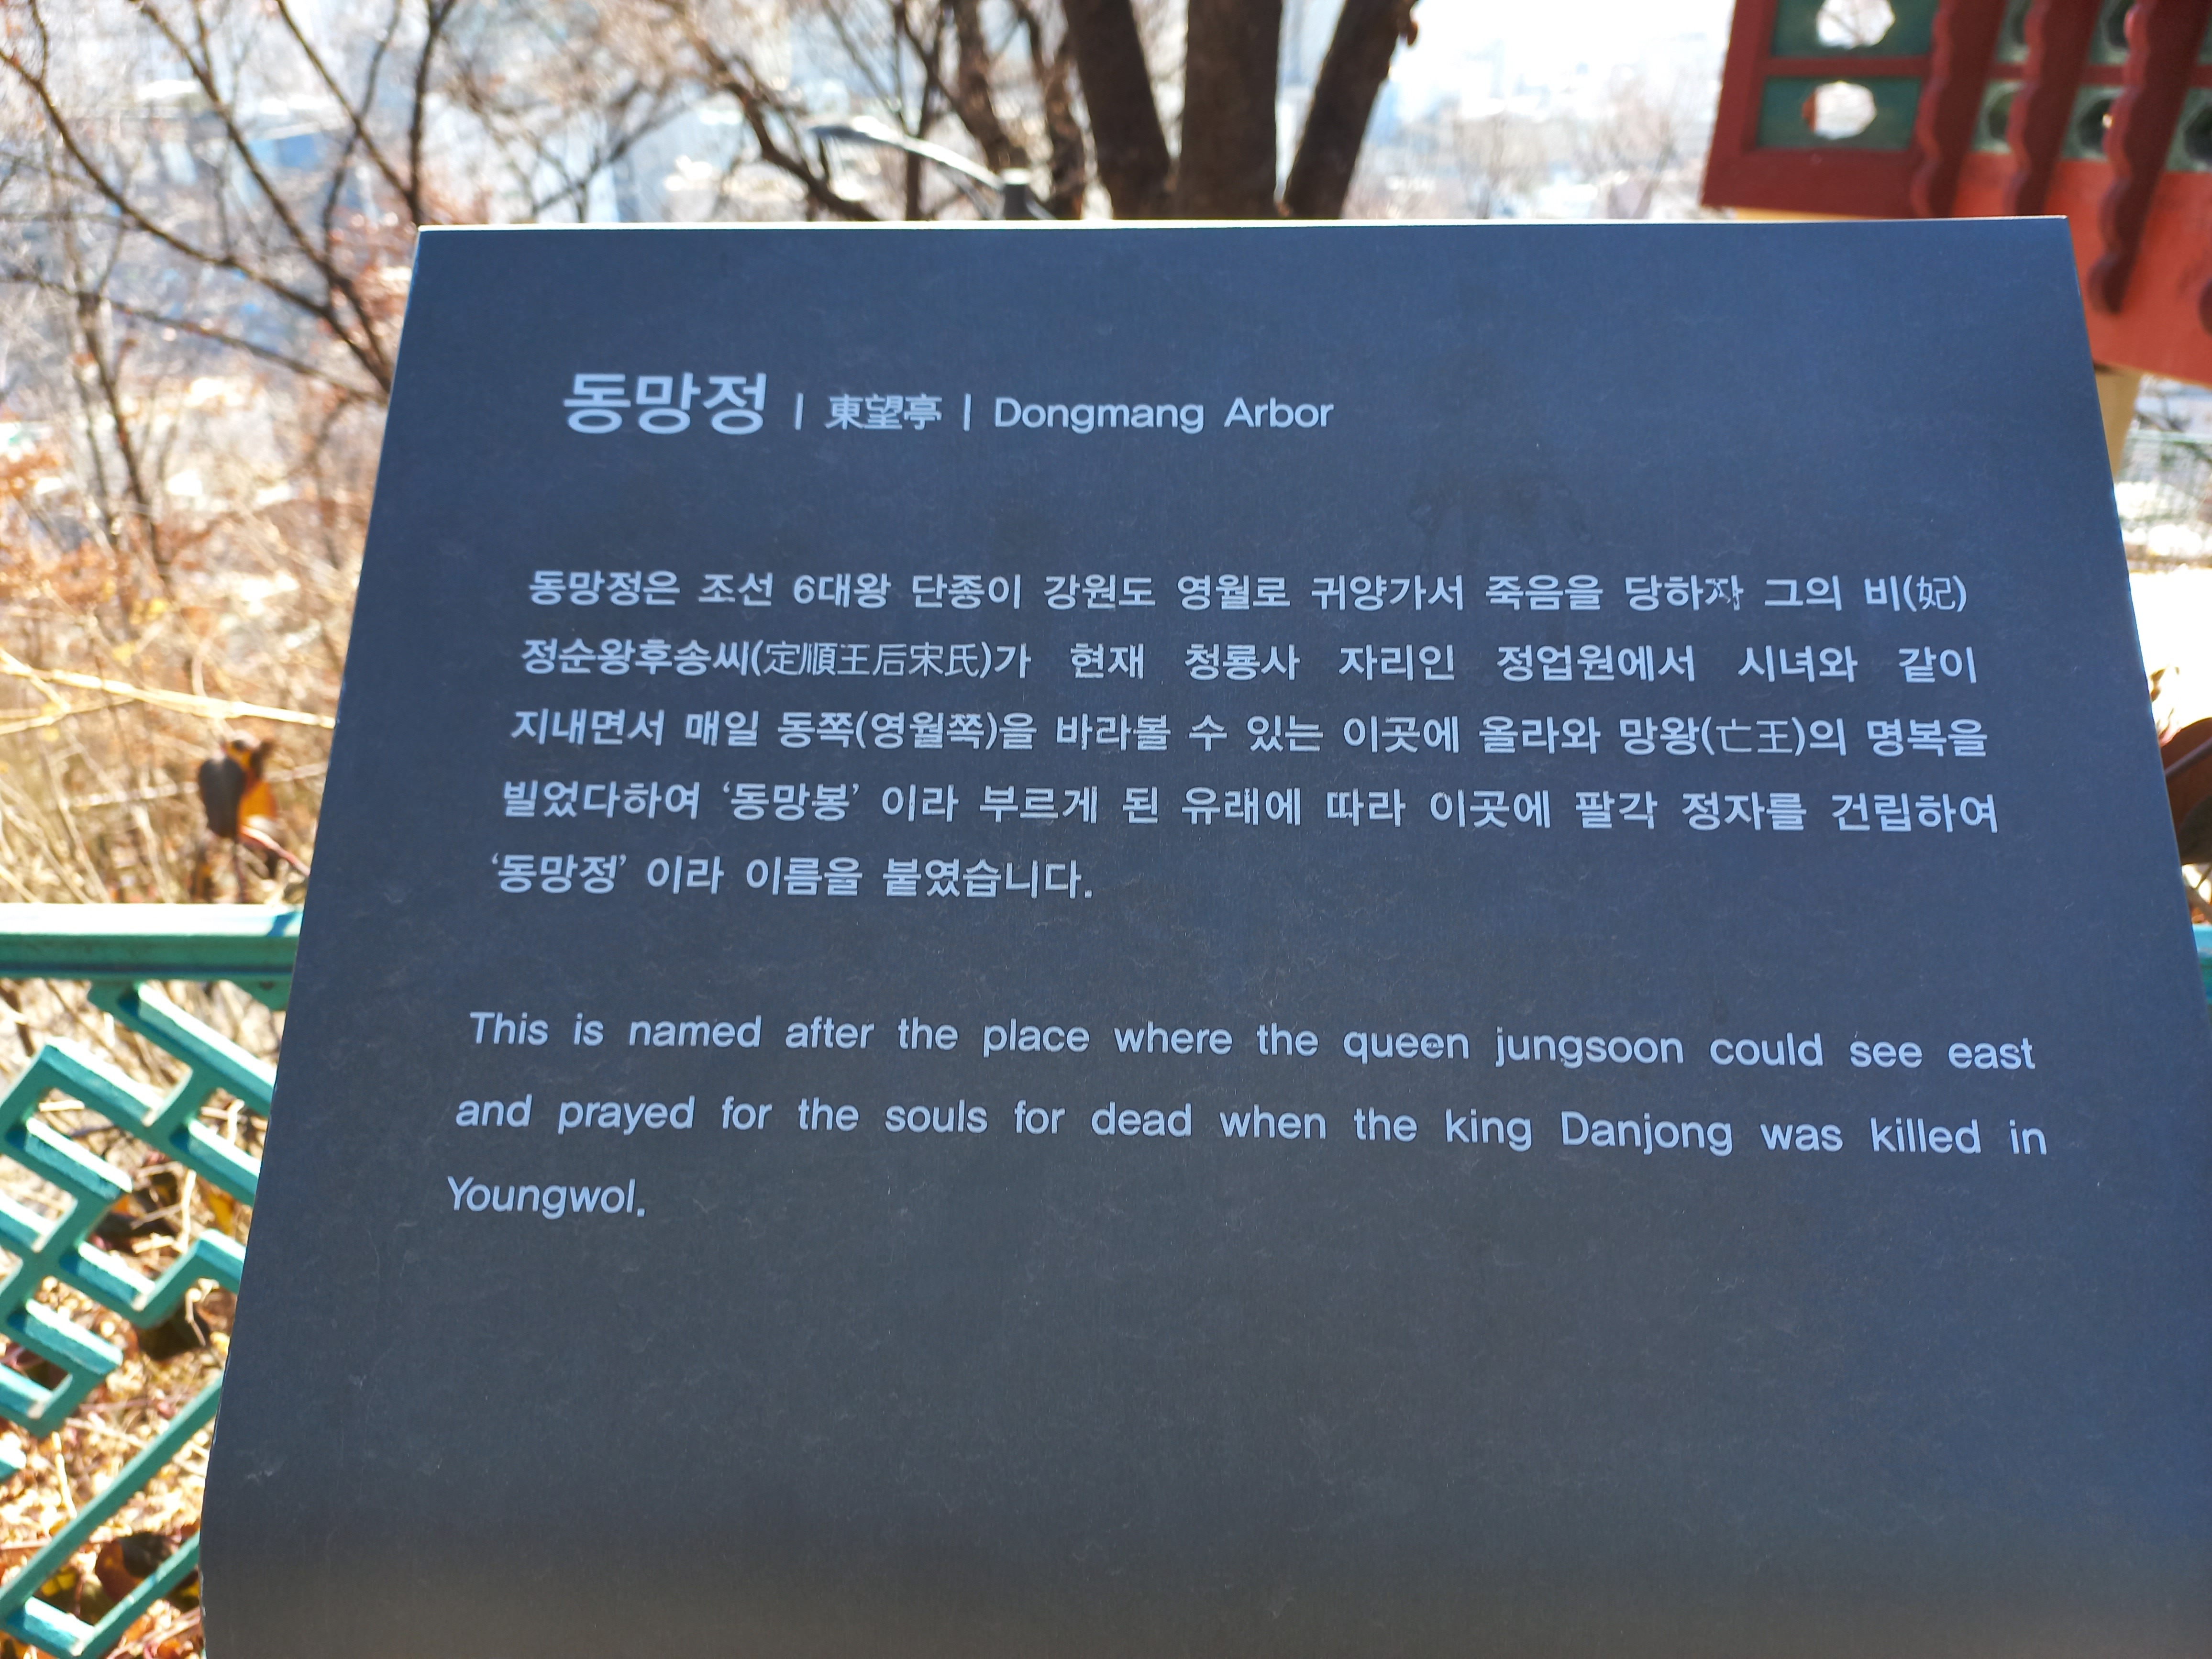 동망정 | 東望亭 | Dongmang Arbor
동망정은 조선 6대왕 단종이 강원도 영월로 귀양가서 죽음을 당하자 그의 비(妃)
정순왕후송씨(定順王后宋氏)가 현재 청룡사 자리인 정업원에서 시녀와 같이
지내면서 매일 동쪽(영월쪽)을 바라볼 수 있는 이곳에 올라와 망왕(亡王)의 명복을
빌었다하여 ‘동망봉’ 이라 부르게 된 유래에 따라 이곳에 팔각 정자를 건립하여
‘동망정’ 이라 이름을 붙였습니다.
This is named after the place where the queen jungsoon could see east
and prayed for the souls for dead when the king Danjong was killed in
Youngwol.